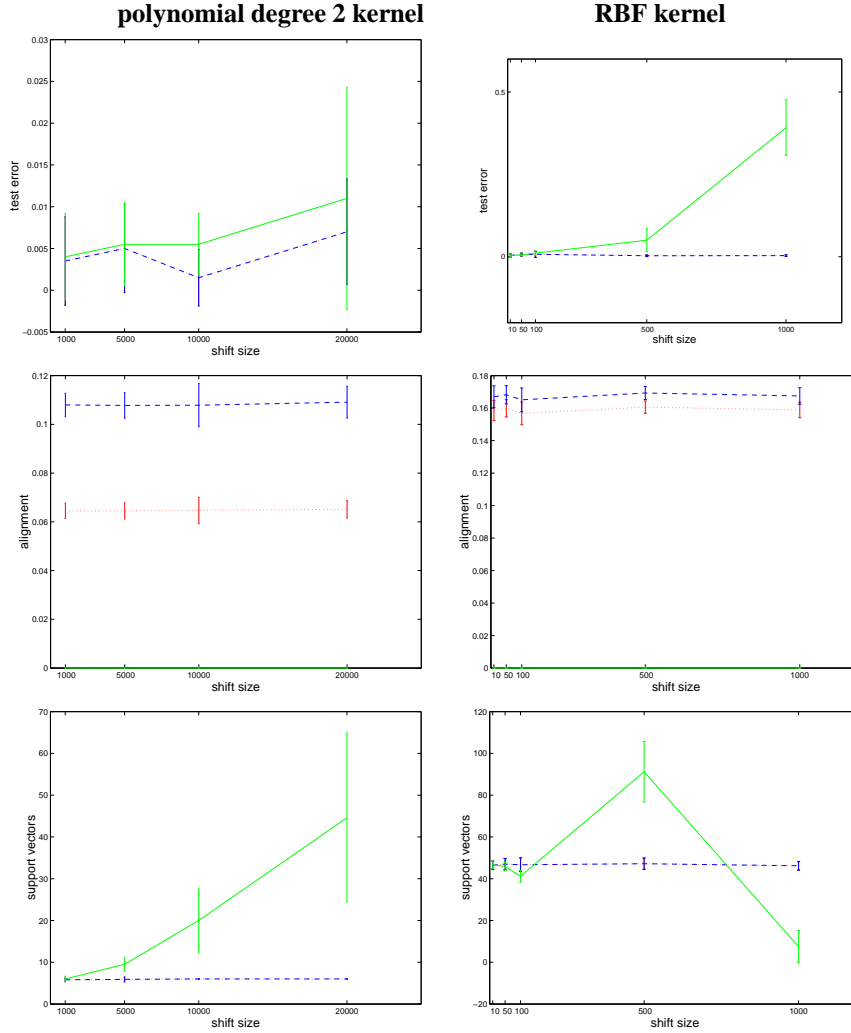 polynomial degree 2 kernel
RBF kernel
0.03
0.025
0.02
0.015
0.01
0.005
0
−0.005
test error
1000 5000 10000 20000
shift size
0.5
0
test error
10 50 100 500 1000
shift size
0.12
0.1
0.08
0.06
0.04
0.02
0
alignment
1000 5000 10000 20000
shift size
0.18
0.16
0.14
0.12
0.1
0.08
0.06
0.04
0.02
0
alignment
10 50 100 500 1000
shift size
70
60
50
40
30
20
10
0
support vectors
1000 5000 10000 20000
shift size
120
100
80
60
40
20
0
−20
support vectors
10 50 100 500 1000
shift size